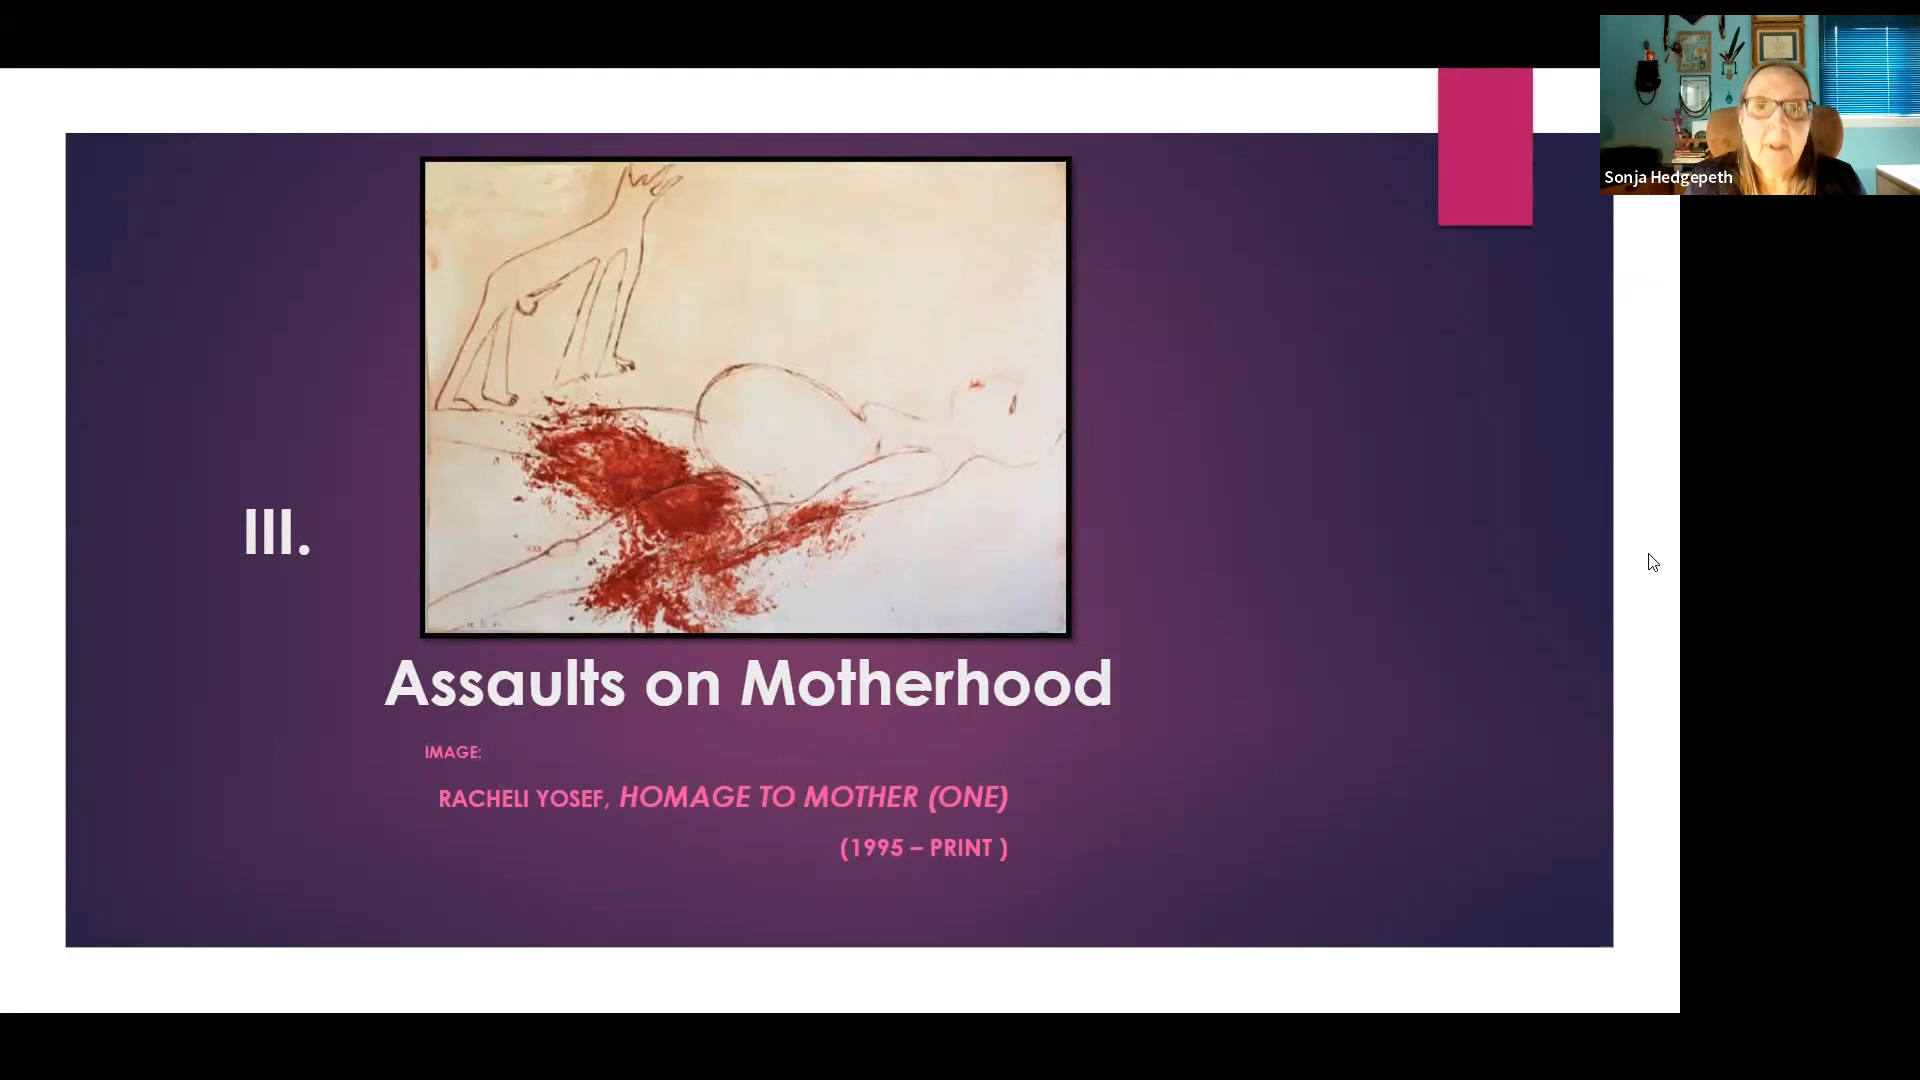 Sonja Hedgepeth
III.
Assaults on Motherhood
IMAGE:
RACHELI YOSEF, HOMAGE TO MOTHER (ONE)
(1995 – PRINT )